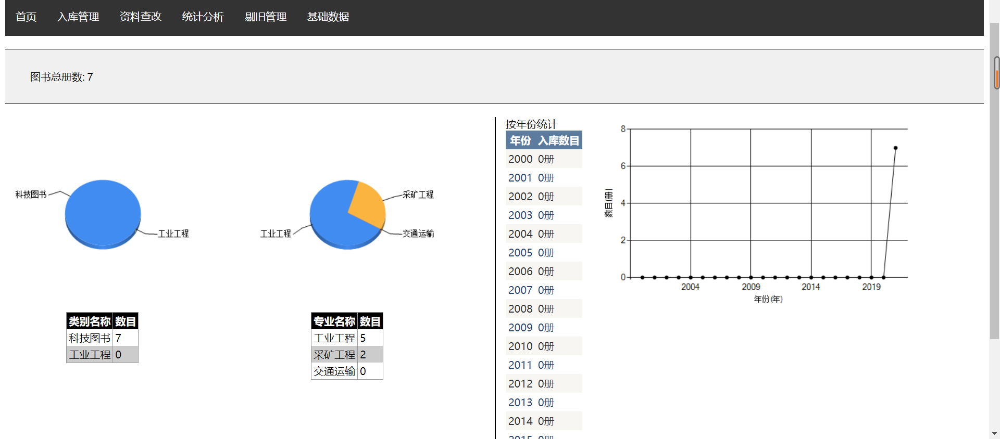 首页 入库管理 资料查改 统计分析 剔旧管理 基础数据
图书总册数: 7
科技图书
工业工程
采矿工程
工业工程
交通运输
类别名称 数目
科技图书 7
工业工程 0
专业名称 数目
工业工程 5
采矿工程 2
交通运输 0
按年份统计
年份 入库数目
2000 0册
2001 0册
2002 0册
2003 0册
2004 0册
2005 0册
2006 0册
2007 0册
2008 0册
2009 0册
2010 0册
2011 0册
2012 0册
2013 0册
2014 0册
2015 0册
8
6
4
2
0
数目(册)
2004 2009 2014 2019
年份(年)